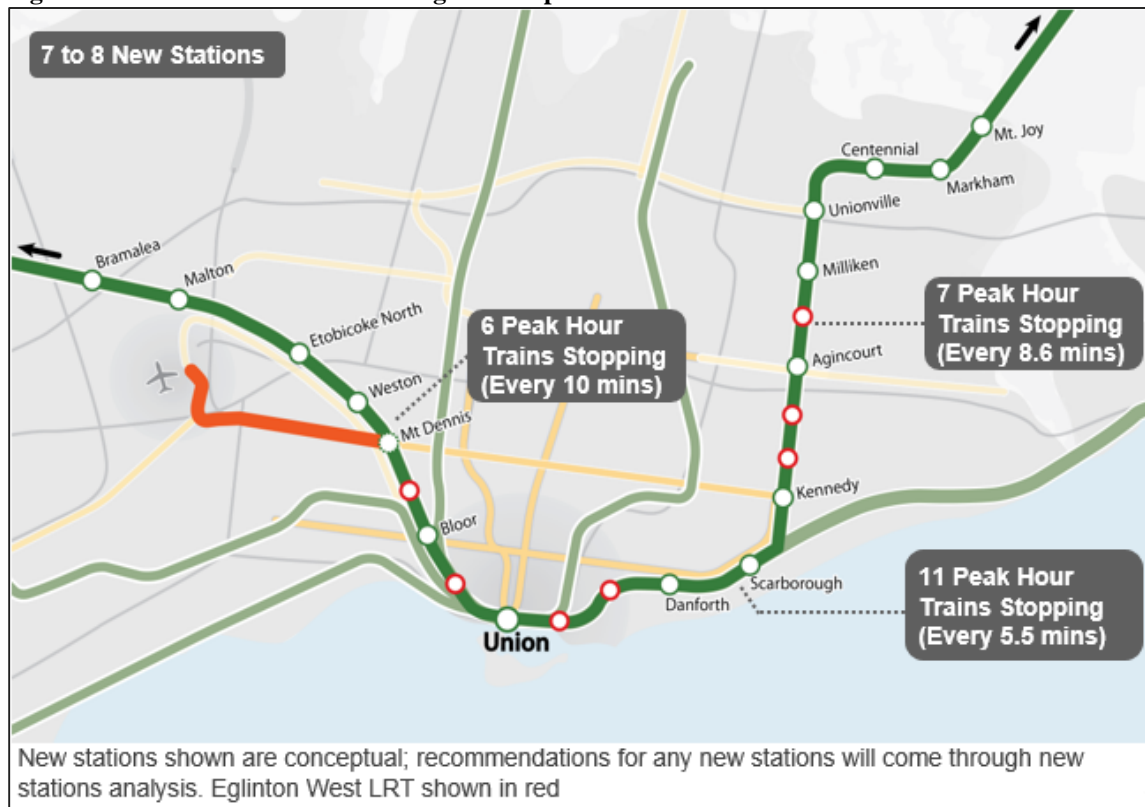 7 to 8 New Stations
Mt. Joy
Centennial
Markham
Unionville
Bramalea
Malton
Milliken
7 Peak Hour
Trains Stopping
(Every 8.6 mins)
Etobicoke North
6 Peak Hour
Trains Stopping
(Every 10 mins)
Agincourt
Weston
Mt Dennis
Kennedy
Bloor
Scarborough
Danforth
11 Peak Hour
Trains Stopping
(Every 5.5 mins)
Union
New stations shown are conceptual; recommendations for any new stations will come through new
stations analysis. Eglinton West LRT shown in red